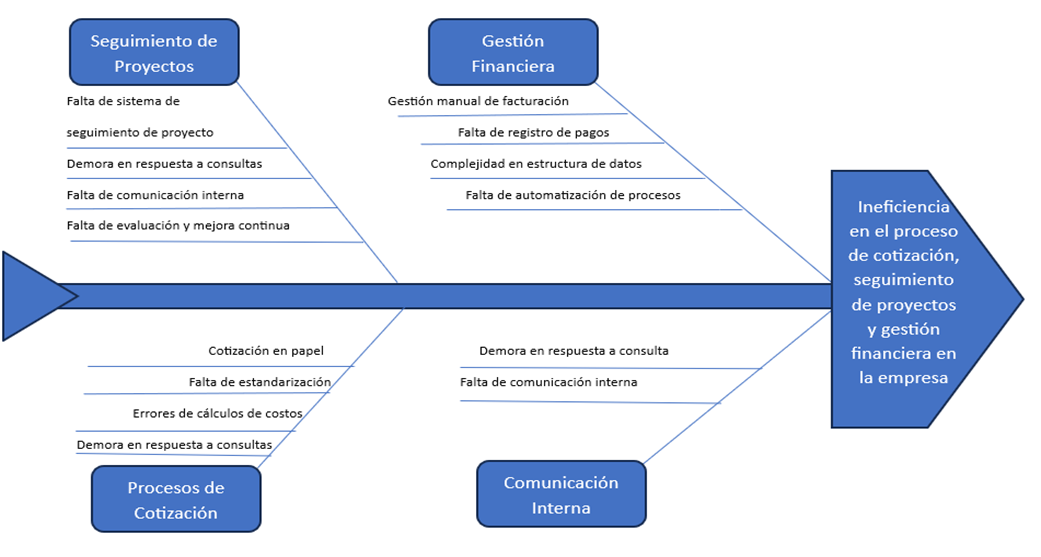 Seguimiento de
Proyectos
Falta de sistema de
seguimiento de proyecto
Demora en respuesta a consultas
Falta de comunicación interna
Falta de evaluación y mejora continua
Gestión
Financiera
Gestión manual de facturación
Falta de registro de pagos
Complejidad en estructura de datos
Falta de automatización de procesos
Ineficiencia
en el proceso
de cotización,
seguimiento
de proyectos
y gestión
financiera en
la empresa
Cotización en papel
Falta de estandarización
Errores de cálculos de costos
Demora en respuesta a consultas
Procesos de
Cotización
Demora en respuesta a consulta
Falta de comunicación interna
Comunicación
Interna